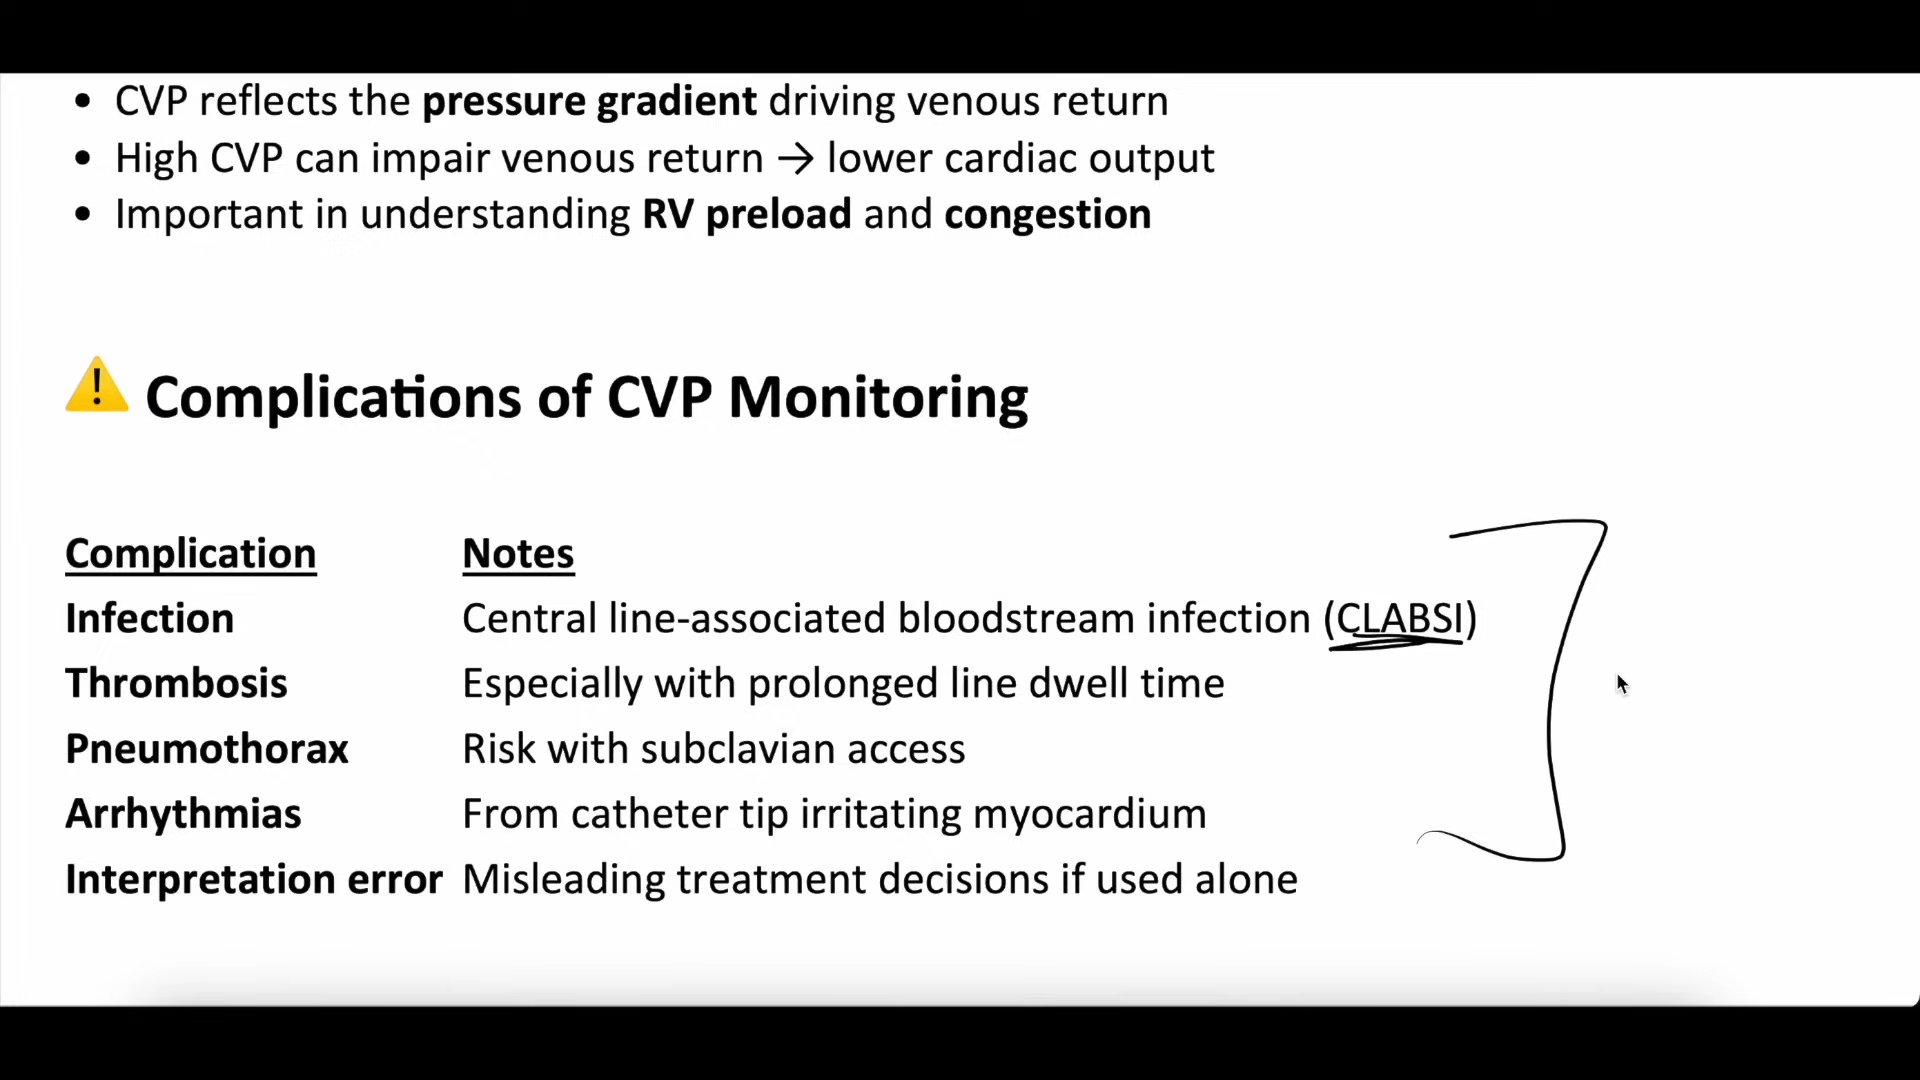 • CVP reflects the pressure gradient driving venous return
• High CVP can impair venous return → lower cardiac output
• Important in understanding RV preload and congestion
⚠️ Complications of CVP Monitoring
Complication Notes
Infection Central line-associated bloodstream infection (CLABSI)
Thrombosis Especially with prolonged line dwell time
Pneumothorax Risk with subclavian access
Arrhythmias From catheter tip irritating myocardium
Interpretation error Misleading treatment decisions if used alone